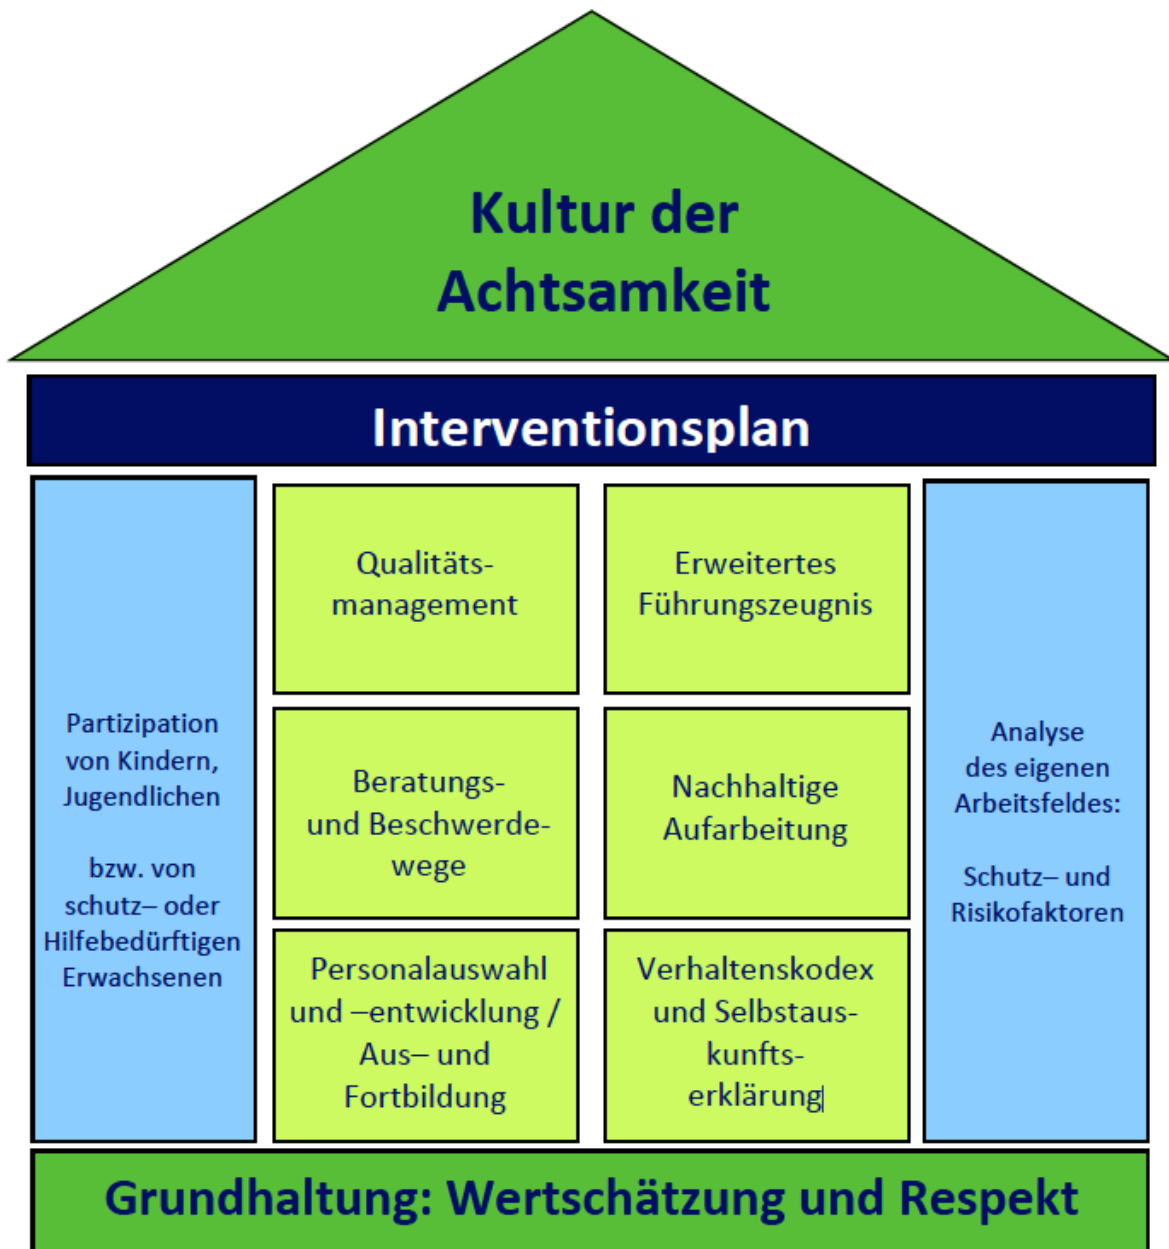 Kultur der
Achtsamkeit
Interventionsplan
Partizipation
von Kindern,
Jugendlichen
bzw. von
schutz– oder
Hilfebedürftigen
Erwachsenen
Qualitäts-
management
Erweitertes
Führungszeugnis
Beratungs-
und Beschwerde-
wege
Nachhaltige
Aufarbeitung
Personalauswahl
und –entwicklung /
Aus– und
Fortbildung
Verhaltenskodex
und Selbstaus-
kunfts-
erklärung
Analyse
des eigenen
Arbeitsfeldes:
Schutz– und
Risikofaktoren
Grundhaltung: Wertschätzung und Respekt